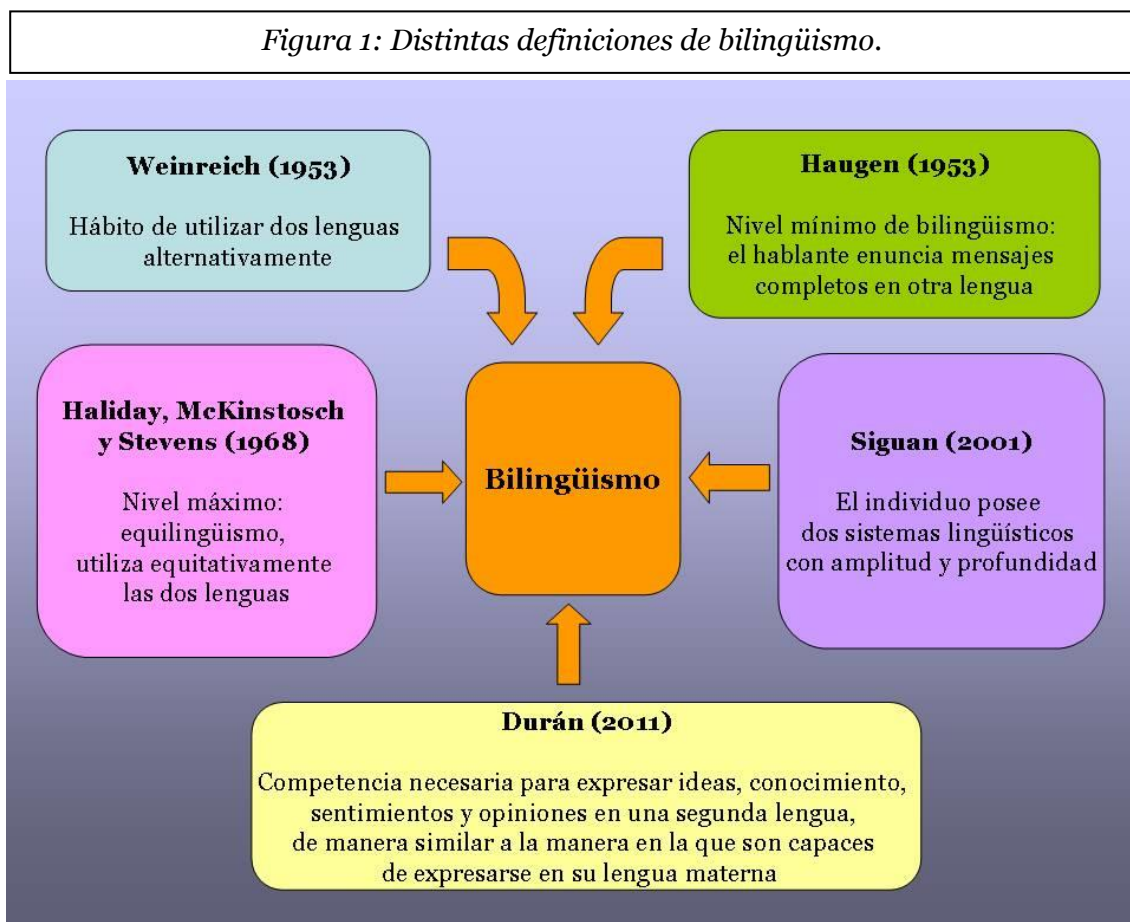 Figura 1: Distintas definiciones de bilingüismo.
Weinreich (1953)
Hábito de utilizar dos lenguas
alternativamente
Haugen (1953)
Nivel mínimo de bilingüismo:
el hablante enuncia mensajes
completos en otra lengua
Haliday, McKinstosch
y Stevens (1968)
Nivel máximo:
equilingüismo,
utiliza equitativamente
las dos lenguas
Bilingüismo
Siguan (2001)
El individuo posee
dos sistemas lingüísticos
con amplitud y profundidad
Durán (2011)
Competencia necesaria para expresar ideas, conocimiento,
sentimientos y opiniones en una segunda lengua,
de manera similar a la manera en la que son capaces
de expresarse en su lengua materna